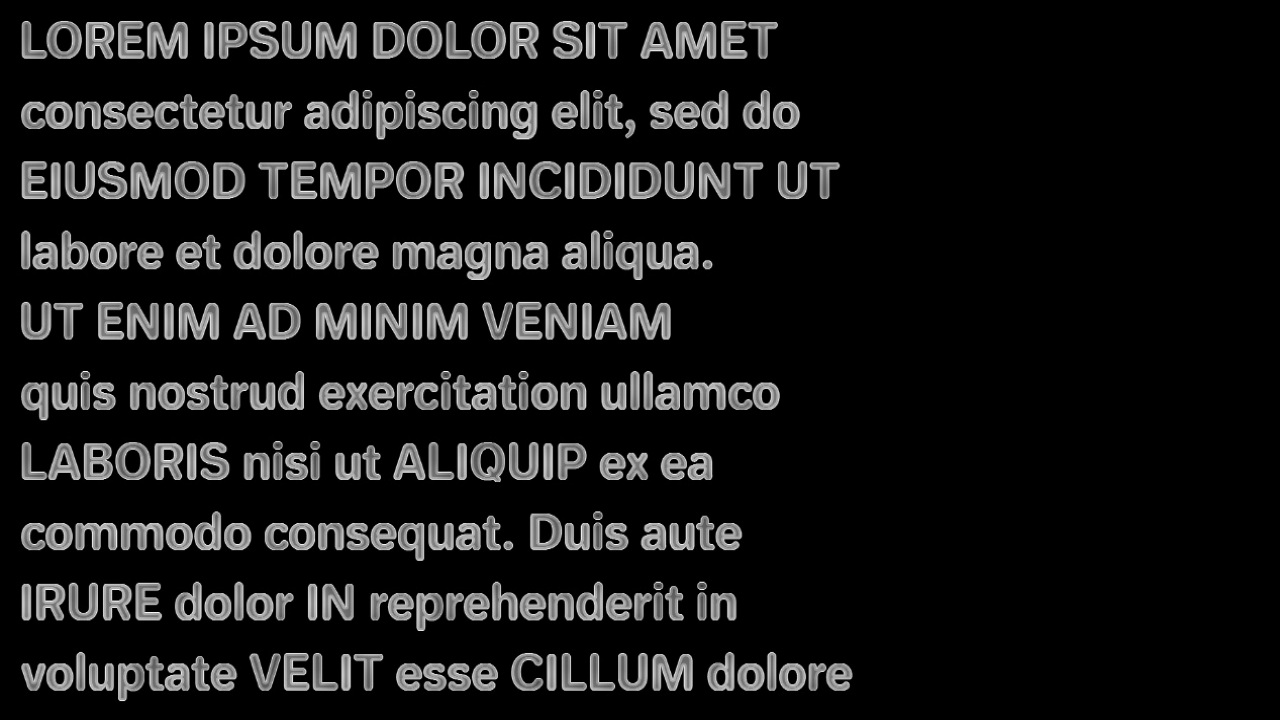 LOREM IPSUM DOLOR SIT AMET
consectetur adipiscing elit, sed do
EIUSMOD TEMPOR INCIDIDUNT UT
labore et dolore magna aliqua.
UT ENIM AD MINIM VENIAM
quis nostrud exercitation ullamco
LABORIS nisi ut ALIQUIP ex ea
commodo consequat. Duis aute
IRURE dolor IN reprehenderit in
voluptate VELIT esse CILLUM dolore